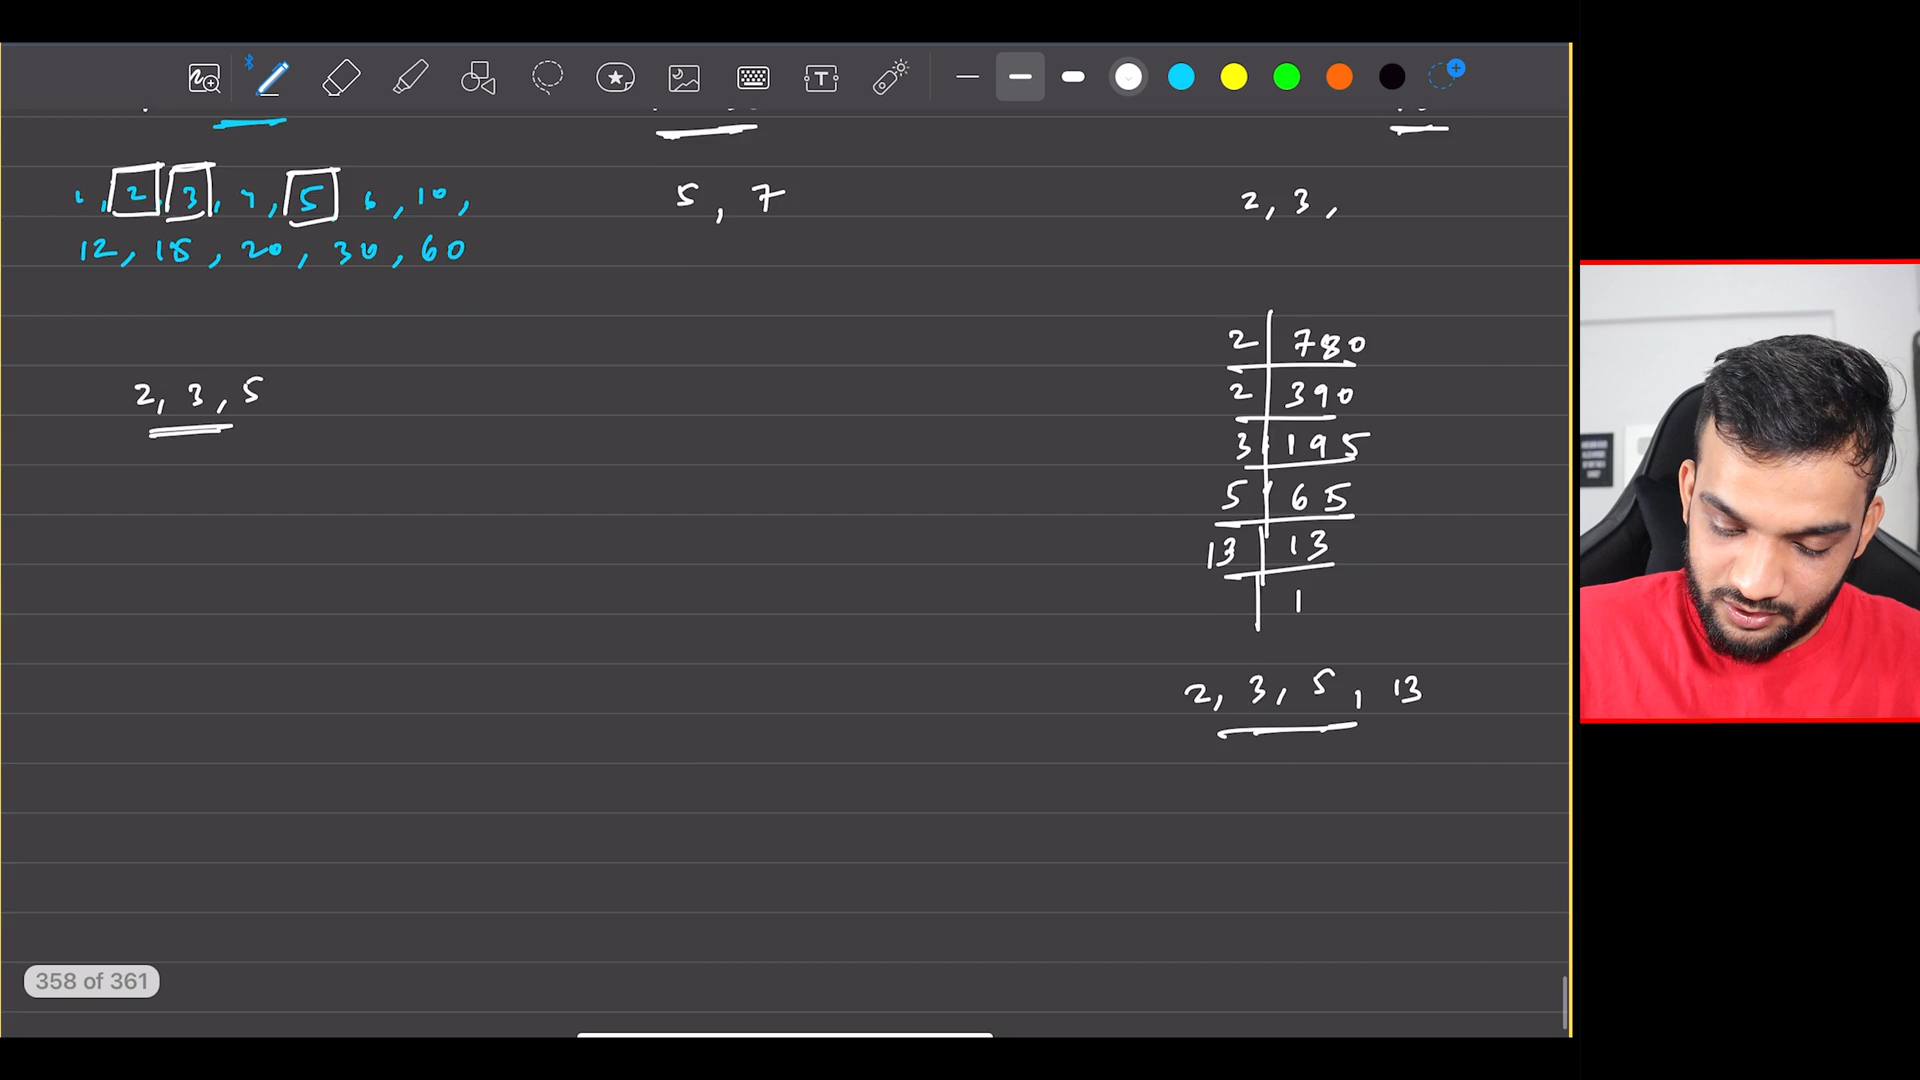 1, 2, 3, 4, 5 6, 10,
12, 15, 20, 30, 60
5, 7
2, 3,
2, 3, 5
2 | 780
2 | 390
3 | 195
5 | 65
13 | 13
| 1
2, 3, 5, 13
358 of 361